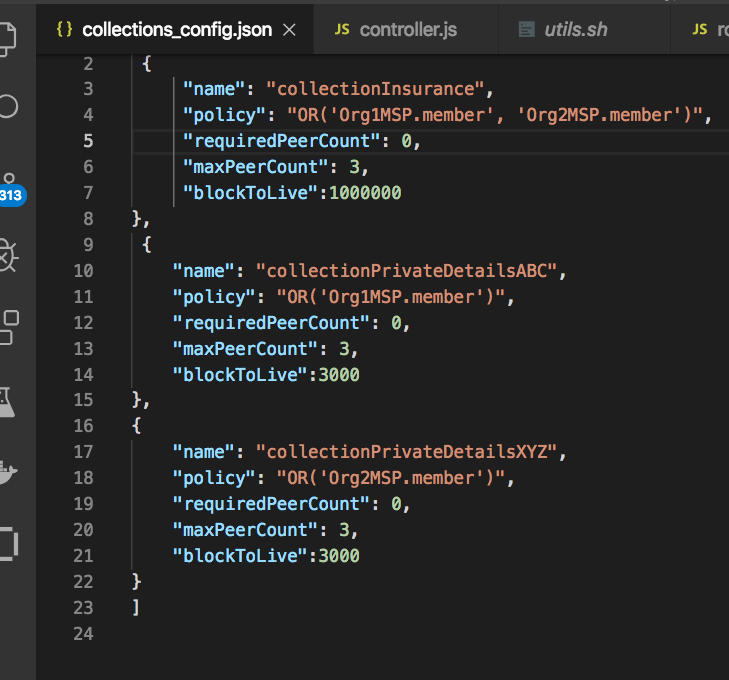 {} collections_config.json × JS controller.js utils.sh JS
2 {
3 "name": "collectionInsurance",
4 "policy": "OR('Org1MSP.member', 'Org2MSP.member')",
5 "requiredPeerCount": 0,
6 "maxPeerCount": 3,
7 "blockToLive":1000000
8 },
9 {
10 "name": "collectionPrivateDetailsABC",
11 "policy": "OR('Org1MSP.member')",
12 "requiredPeerCount": 0,
13 "maxPeerCount": 3,
14 "blockToLive":3000
15 },
16 {
17 "name": "collectionPrivateDetailsXYZ",
18 "policy": "OR('Org2MSP.member')",
19 "requiredPeerCount": 0,
20 "maxPeerCount": 3,
21 "blockToLive":3000
22 }
23 ]
24
313